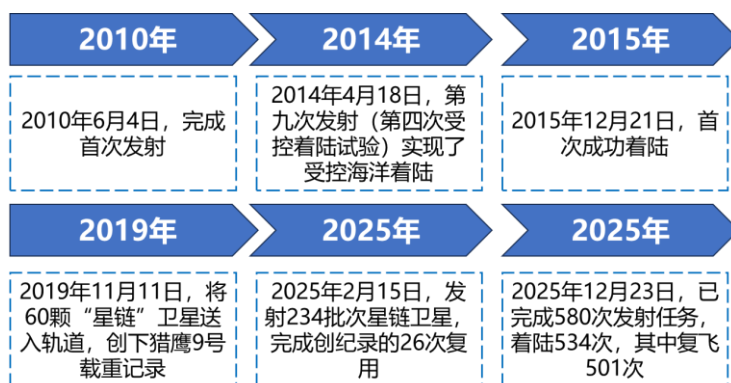 2010年
2014年
2015年
2010年6月4日，完成
首次发射
2014年4月18日，第
九次发射（第四次受
控着陆试验）实现了
受控海洋着陆
2015年12月21日，首
次成功着陆
2019年
2025年
2025年
2019年11月11日，将
60颗“星链”卫星送
入轨道，创下猎鹰9号
载重记录
2025年2月15日，发
射234批次星链卫星，
完成创纪录的26次复
用
2025年12月23日，已
完成580次发射任务，
着陆534次，其中复飞
501次